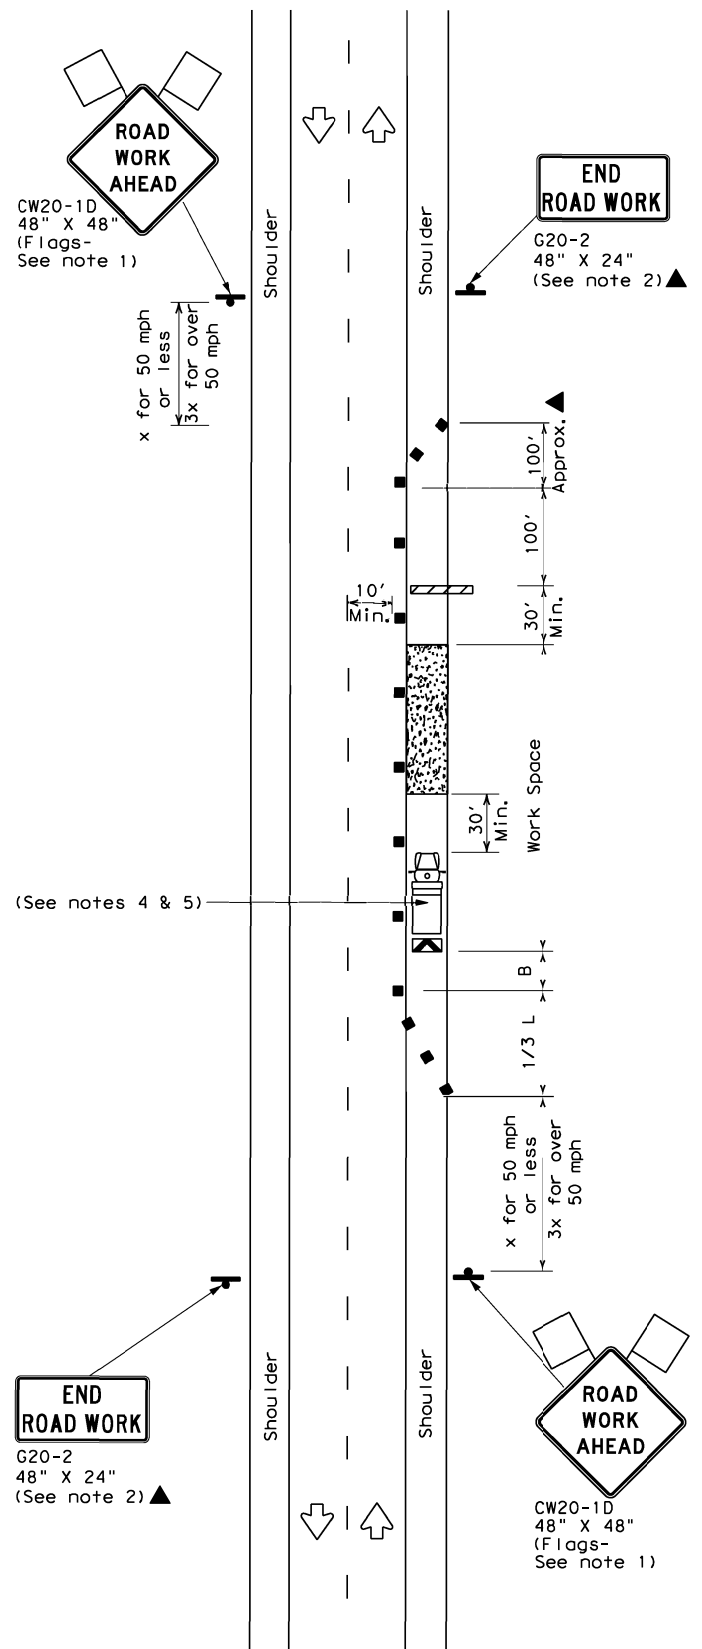 ROAD
WORK
AHEAD
CW20-1D
48" X 48"
(Flags-
See note 1)
END
ROAD WORK
G20-2
48" X 24"
(See note 2)▲
Shoulder
Shoulder
x for 50 mph
or less
3x for over
50 mph
100'
Approx.
100'
10'
Min.
30'
Min.
Work Space
30'
Min.
(See notes 4 & 5)
B
1/3 L
x for 50 mph
or less
3x for over
50 mph
END
ROAD WORK
G20-2
48" X 24"
(See note 2)▲
Shoulder
Shoulder
ROAD
WORK
AHEAD
CW20-1D
48" X 48"
(Flags-
See note 1)